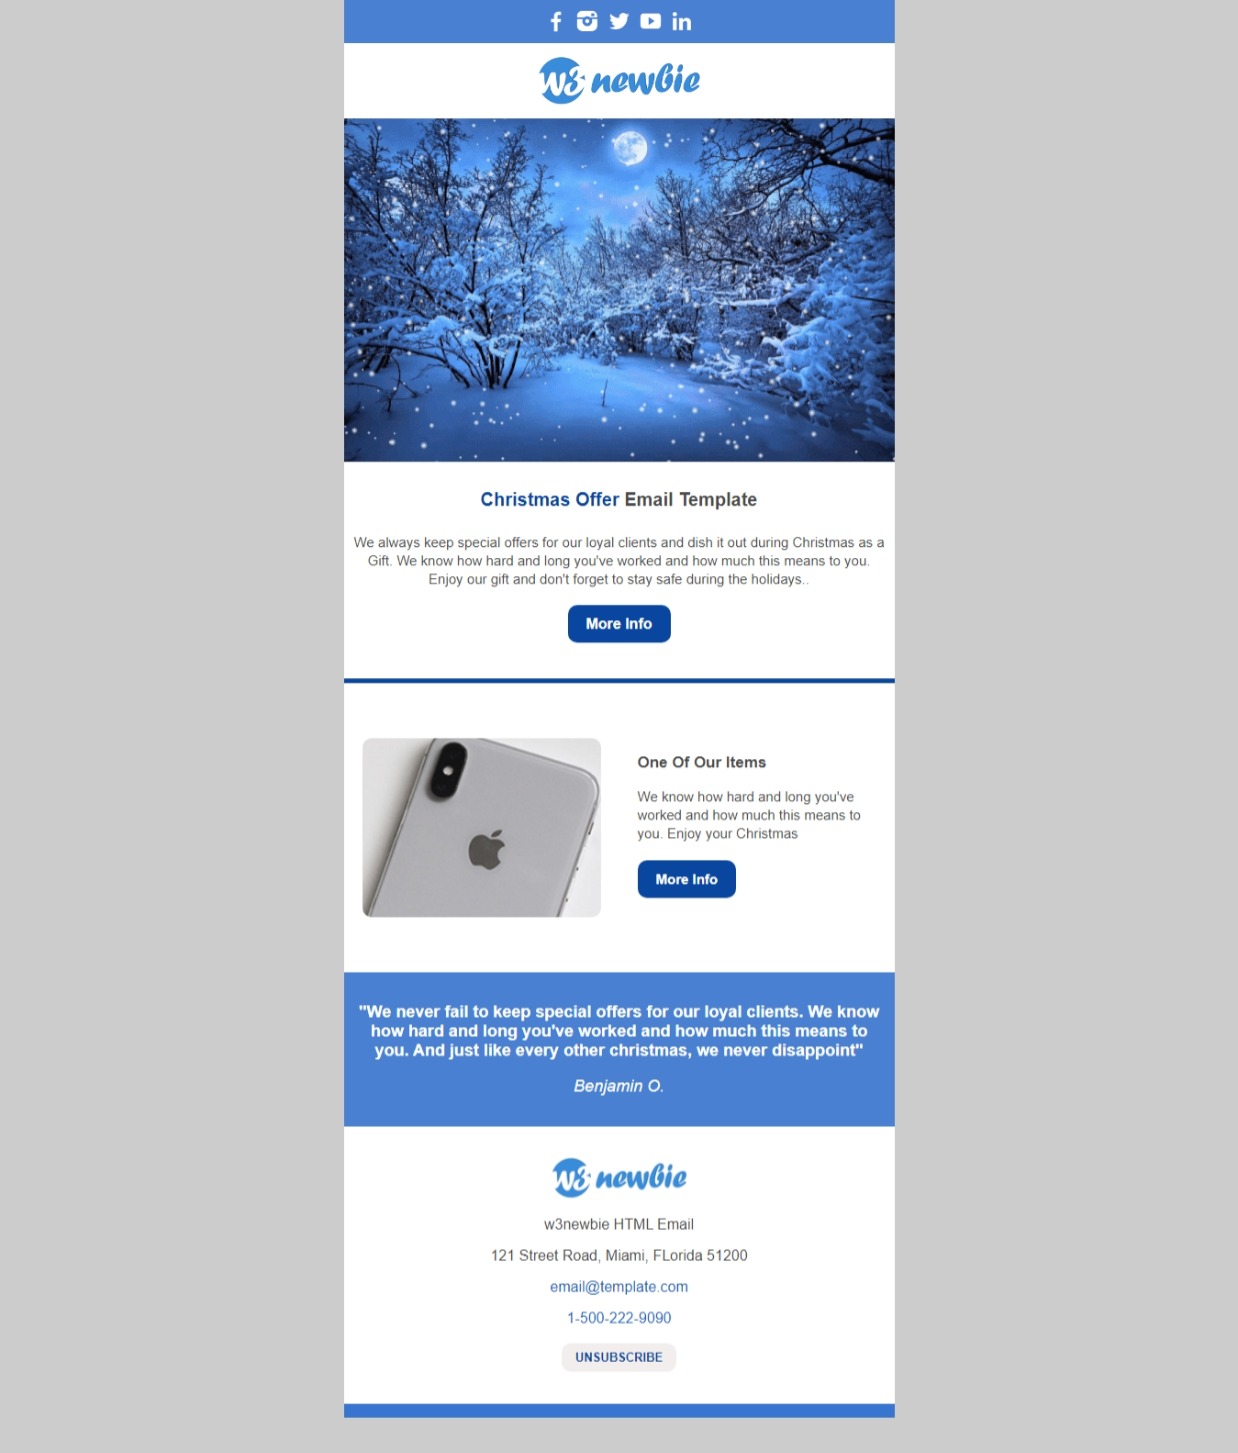 w3 newbie
Christmas Offer Email Template
We always keep special offers for our loyal clients and dish it out during Christmas as a
Gift. We know how hard and long you've worked and how much this means to you.
Enjoy our gift and don't forget to stay safe during the holidays..
More Info
One Of Our Items
We know how hard and long you've
worked and how much this means to
you. Enjoy your Christmas
More Info
"We never fail to keep special offers for our loyal clients. We know
how hard and long you've worked and how much this means to
you. And just like every other christmas, we never disappoint"
Benjamin O.
w3 newbie
w3newbie HTML Email
121 Street Road, Miami, FLorida 51200
email@template.com
1-500-222-9090
UNSUBSCRIBE